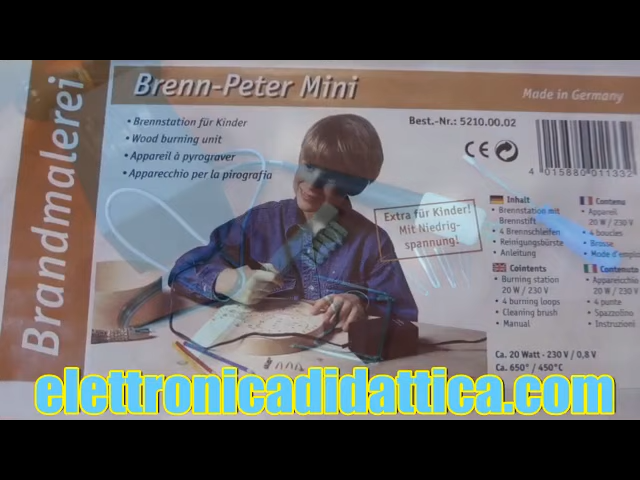 Brandmalerei
Brenn-Peter Mini
Made in Germany
• Brennstation für Kinder
• Wood burning unit
• Appareil à pyrograver
• Apparecchio per la pirografia
Best.-Nr.: 5210.00.02
CE
4 015880 011332
Extra für Kinder!
Mit Niedrig-
spannung!
Inhalt
• Brennstation mit
Brennstift
• 4 Brennschleifen
• Reinigungsbürste
• Anleitung
Contenu
• Appareil
20 W / 230 V
• 4 boucles
• Brosse
• Mode d'emploi
Cointents
• Burning station
20 W / 230 V
• 4 burning loops
• Cleaning brush
• Manual
Contenuto
• Apparecchio
20 W / 230 V
• 4 punte
• Spazzolino
• Instruzioni
Ca. 20 Watt - 230 V / 0,8 V
Ca. 650° / 450°C
elettronicadidattica.com